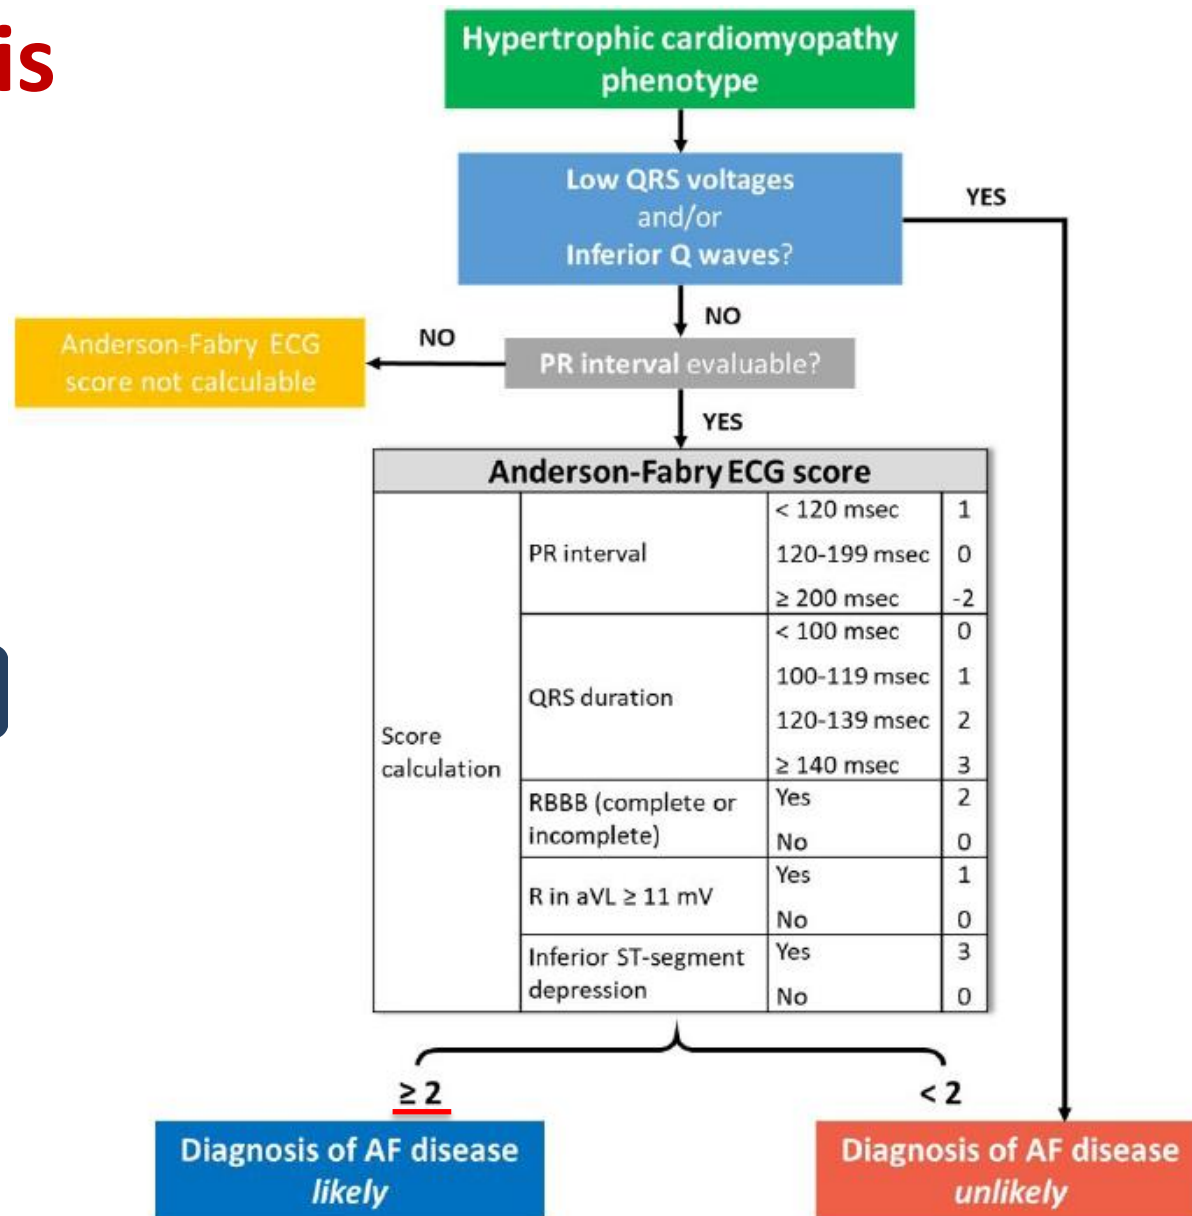 is
Hypertrophic cardiomyopathy
phenotype
Low QRS voltages
and/or
Inferior Q waves?
YES
NO
PR interval evaluable?
NO
Anderson-Fabry ECG
score not calculable
YES
Anderson-Fabry ECG score
Score
calculation
PR interval
< 120 msec 1
120-199 msec 0
≥ 200 msec -2
QRS duration
< 100 msec 0
100-119 msec 1
120-139 msec 2
≥ 140 msec 3
RBBB (complete or
incomplete)
Yes 2
No 0
R in aVL ≥ 11 mV
Yes 1
No 0
Inferior ST-segment
depression
Yes 3
No 0
≥ 2
< 2
Diagnosis of AF disease
likely
Diagnosis of AF disease
unlikely